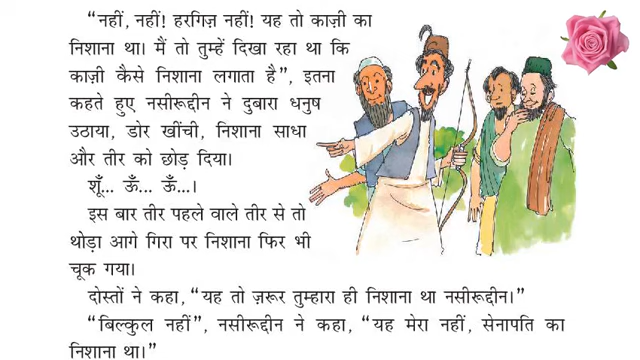 “नहीं, नहीं! हरगिज़ नहीं! यह तो काज़ी का
निशाना था। मैं तो तुम्हें दिखा रहा था कि
काज़ी कैसे निशाना लगाता है”, इतना
कहते हुए नसीरूद्दीन ने दुबारा धनुष
उठाया, डोर खींची, निशाना साधा
और तीर को छोड़ दिया।
शूँ... ऊँ... ऊँ...।
इस बार तीर पहले वाले तीर से तो
थोड़ा आगे गिरा पर निशाना फिर भी
चूक गया।
दोस्तों ने कहा, “यह तो ज़रूर तुम्हारा ही निशाना था नसीरूद्दीन।”
“बिल्कुल नहीं”, नसीरूद्दीन ने कहा, “यह मेरा नहीं, सेनापति का
निशाना था।”